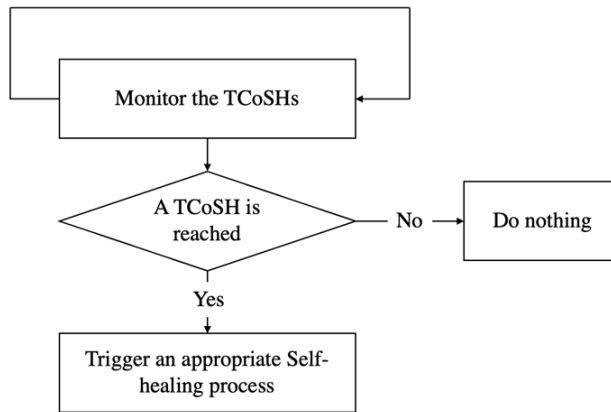 Monitor the TCoSHs
A TCoSH is
reached
No
Do nothing
Yes
Trigger an appropriate Self-
healing process